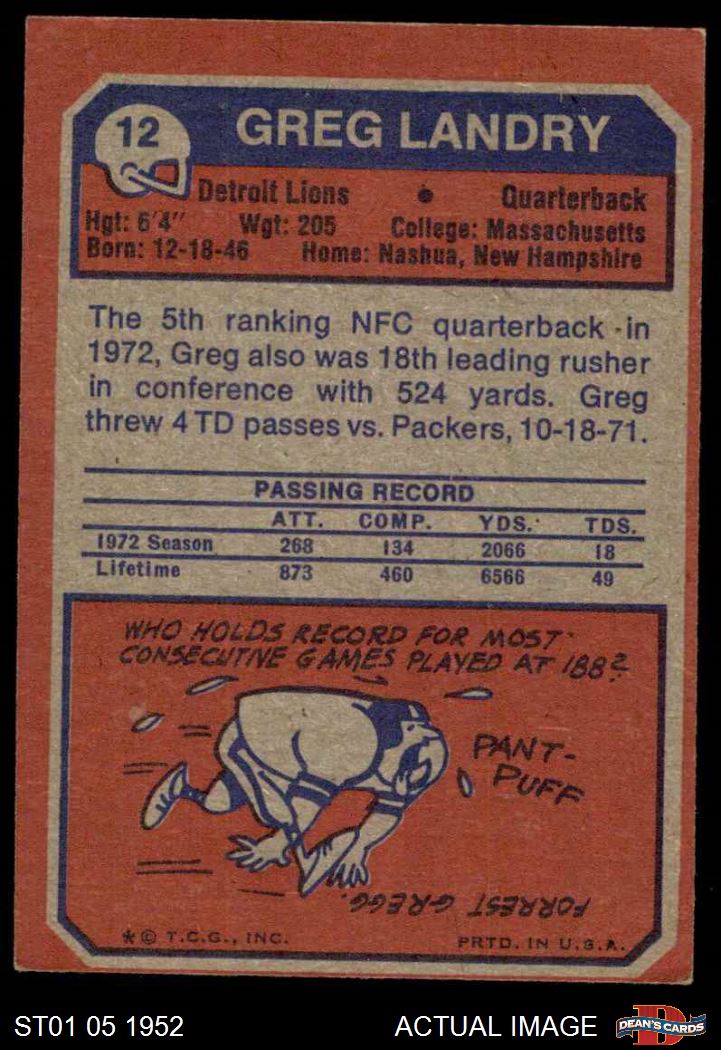 12
GREG LANDRY
Detroit Lions • Quarterback
Hgt: 6'4" Wgt: 205 College: Massachusetts
Born: 12-18-46 Home: Nashua, New Hampshire
The 5th ranking NFC quarterback in
1972, Greg also was 18th leading rusher
in conference with 524 yards. Greg
threw 4 TD passes vs. Packers, 10-18-71.
PASSING RECORD
ATT. COMP. YDS. TDS.
1972 Season 268 134 2066 18
Lifetime 873 460 6566 49
WHO HOLDS RECORD FOR MOST
CONSECUTIVE GAMES PLAYED AT 188?
PANT-
PUFF
FORREST GREGG.
* © T.C.G., INC. PRTD. IN U.S.A.
ST01 05 1952 ACTUAL IMAGE D
DEAN'S CARDS